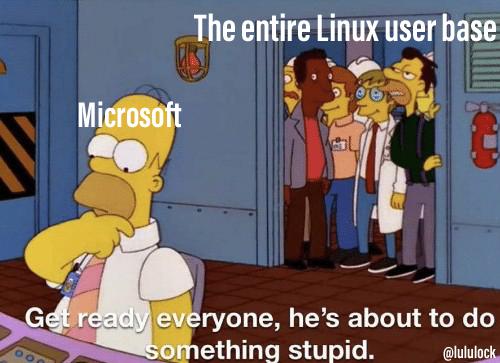 The entire Linux user base
Microsoft
Get ready everyone, he's about to do
something stupid.
@lululock